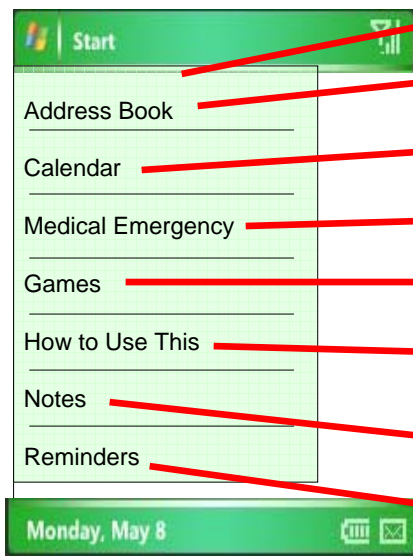 Start
Address Book
Calendar
Medical Emergency
Games
How to Use This
Notes
Reminders
Monday, May 8